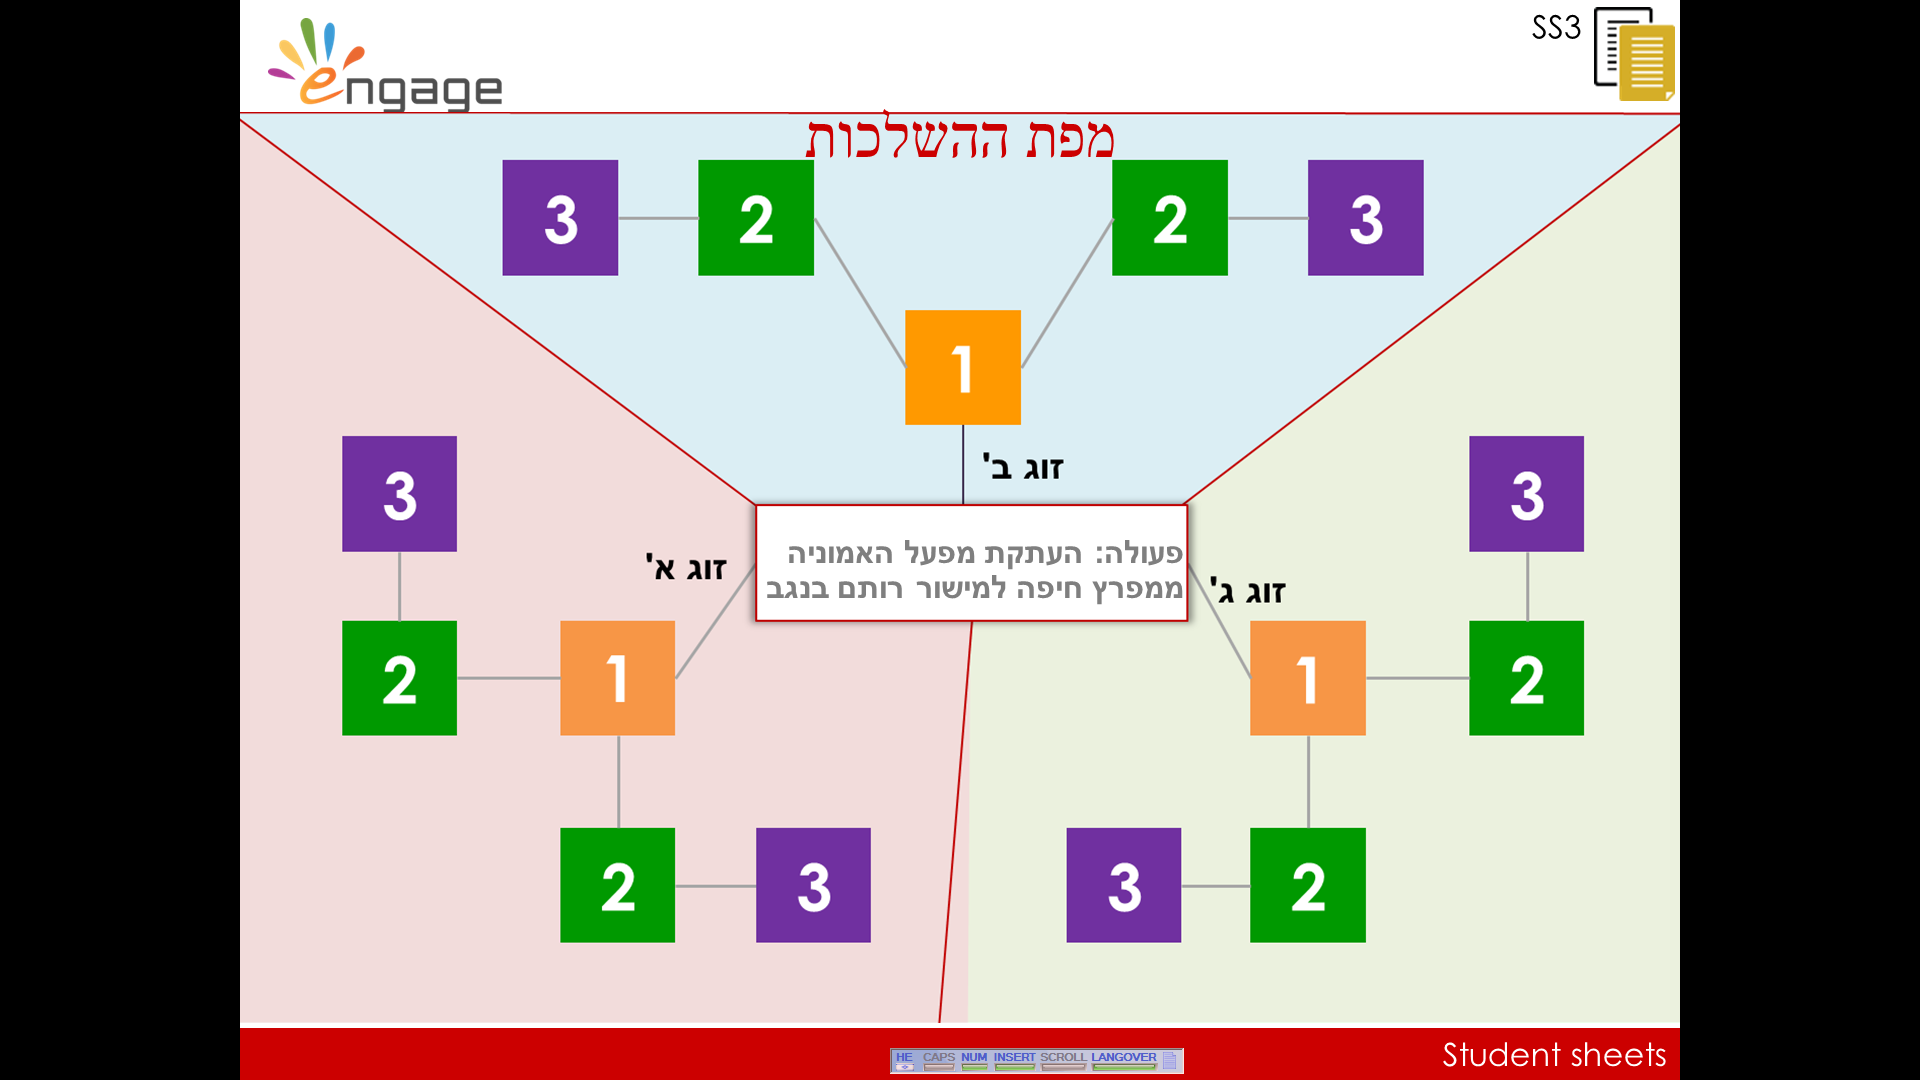 engage
SS3
מפת ההשלכות
3 2 2 3
1
זוג ב'
3 3
פעולה: העתקת מפעל האמוניה
ממפרץ חיפה למישור רותם בנגב
זוג א'
זוג ג'
2 1 1 2
2 3 3 2
Student sheets
HE CAPS NUM INSERT SCROLL LANGOVER